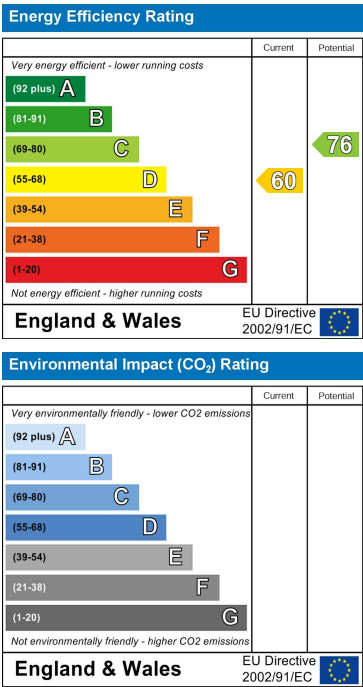 Energy Efficiency Rating
Current Potential
Very energy efficient - lower running costs
(92 plus) A
(81-91) B
(69-80) C
76
(55-68) D
60
(39-54) E
(21-38) F
(1-20) G
Not energy efficient - higher running costs
England & Wales
EU Directive
2002/91/EC
Environmental Impact (CO₂) Rating
Current Potential
Very environmentally friendly - lower CO2 emissions
(92 plus) A
(81-91) B
(69-80) C
(55-68) D
(39-54) E
(21-38) F
(1-20) G
Not environmentally friendly - higher CO2 emissions
England & Wales
EU Directive
2002/91/EC